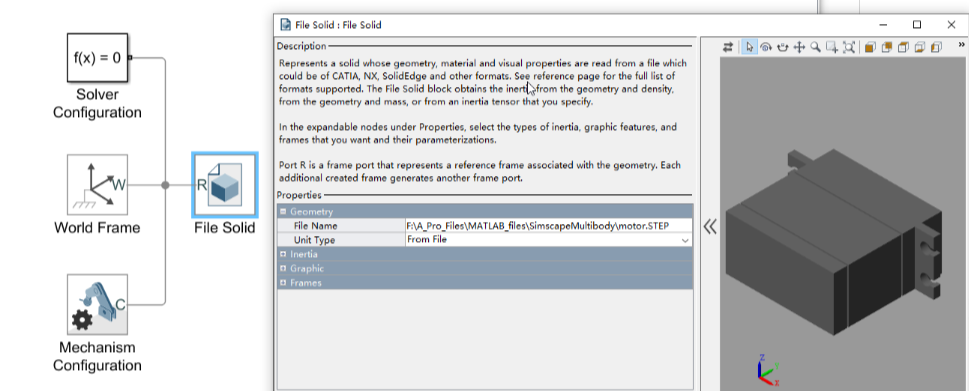 f(x) = 0
Solver
Configuration
W
World Frame
R
File Solid
C
Mechanism
Configuration
File Solid : File Solid
Description
Represents a solid whose geometry, material and visual properties are read from a file which
could be of CATIA, NX, SolidEdge and other formats. See reference page for the full list of
formats supported. The File Solid block obtains the inertia from the geometry and density,
from the geometry and mass, or from an inertia tensor that you specify.
In the expandable nodes under Properties, select the types of inertia, graphic features, and
frames that you want and their parameterizations.
Port R is a frame port that represents a reference frame associated with the geometry. Each
additional created frame generates another frame port.
Properties
Geometry
File Name F:\A_Pro_Files\MATLAB_files\SimscapeMultibody\motor.STEP
Unit Type From File
Inertia
Graphic
Frames
Z
Y
X